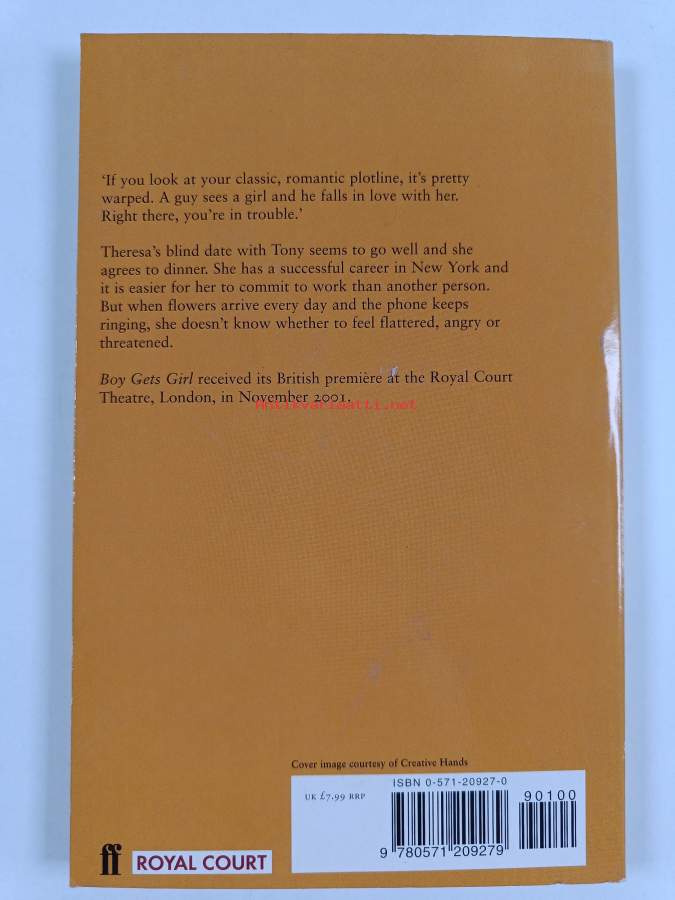 ‘If you look at your classic, romantic plotline, it’s pretty
warped. A guy sees a girl and he falls in love with her.
Right there, you’re in trouble.’
Theresa’s blind date with Tony seems to go well and she
agrees to dinner. She has a successful career in New York and
it is easier for her to commit to work than another person.
But when flowers arrive every day and the phone keeps
ringing, she doesn’t know whether to feel flattered, angry or
threatened.
Boy Gets Girl received its British première at the Royal Court
Theatre, London, in November 2001.
Antikvariaatti.net
Cover image courtesy of Creative Hands
ISBN 0-571-20927-0
UK £7.99 RRP
90100
9 780571 209279
ff ROYAL COURT